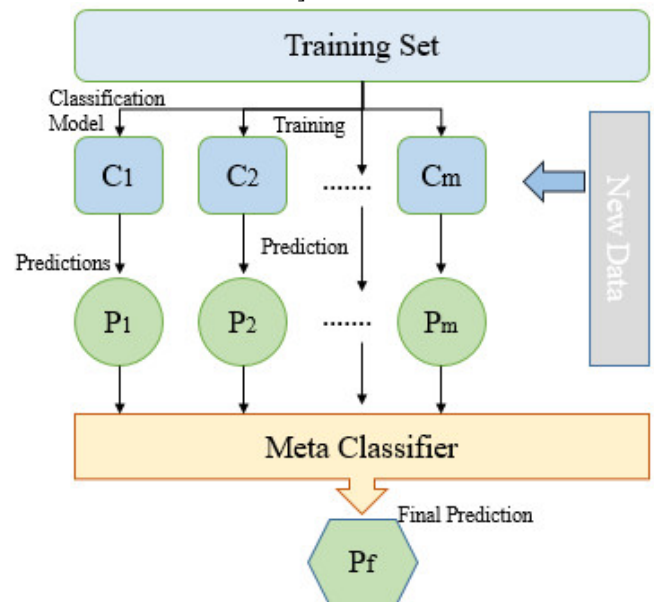 Training Set
Classification
Model
Training
C1
C2
.......
Cm
New Data
Predictions
Prediction
P1
P2
.......
Pm
Meta Classifier
Final Prediction
Pf